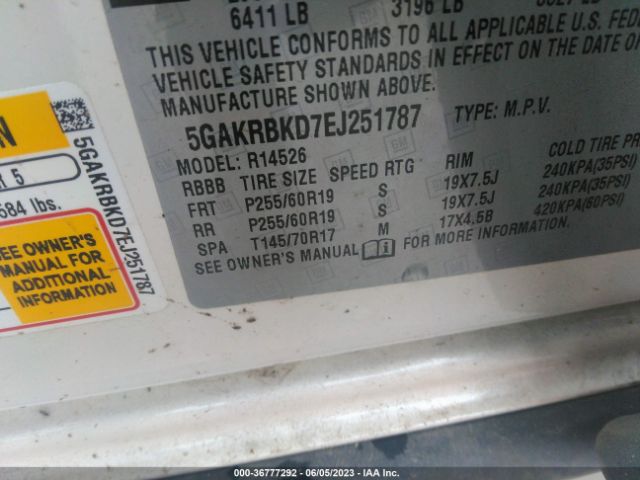 6411 LB 3196 LB
THIS VEHICLE CONFORMS TO ALL APPLICABLE U.S. FEDE
VEHICLE SAFETY STANDARDS IN EFFECT ON THE DATE OF
MANUFACTURE SHOWN ABOVE.
5GAKRBKD7EJ251787 TYPE: M.P.V.
MODEL: R14526
RBBB TIRE SIZE SPEED RTG RIM COLD TIRE PR
FRT P255/60R19 S 19X7.5J 240KPA(35PSI)
RR P255/60R19 S 19X7.5J 240KPA(35PSI)
SPA T145/70R17 M 17X4.5B 420KPA(60PSI)
SEE OWNER'S MANUAL FOR MORE INFORMATION.
N
R 5
584 lbs.
SEE OWNER'S
MANUAL FOR
ADDITIONAL
INFORMATION
5GAKRBKD7EJ251787
000-36777292 - 06/05/2023 - IAA Inc.